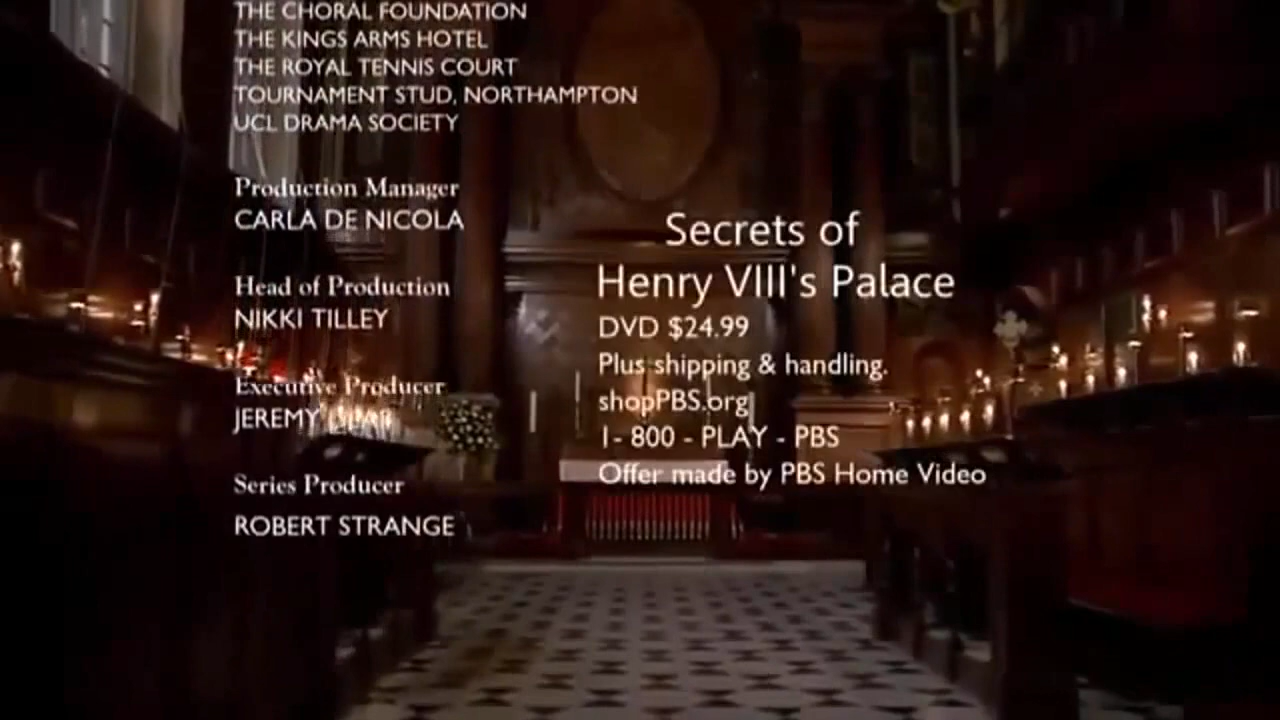 THE CHORAL FOUNDATION
THE KINGS ARMS HOTEL
THE ROYAL TENNIS COURT
TOURNAMENT STUD, NORTHAMPTON
UCL DRAMA SOCIETY
Production Manager
CARLA DE NICOLA
Head of Production
NIKKI TILLEY
Executive Producer
JEREMY
Series Producer
ROBERT STRANGE
Secrets of
Henry VIII's Palace
DVD $24.99
Plus shipping & handling.
shopPBS.org
1- 800 - PLAY - PBS
Offer made by PBS Home Video